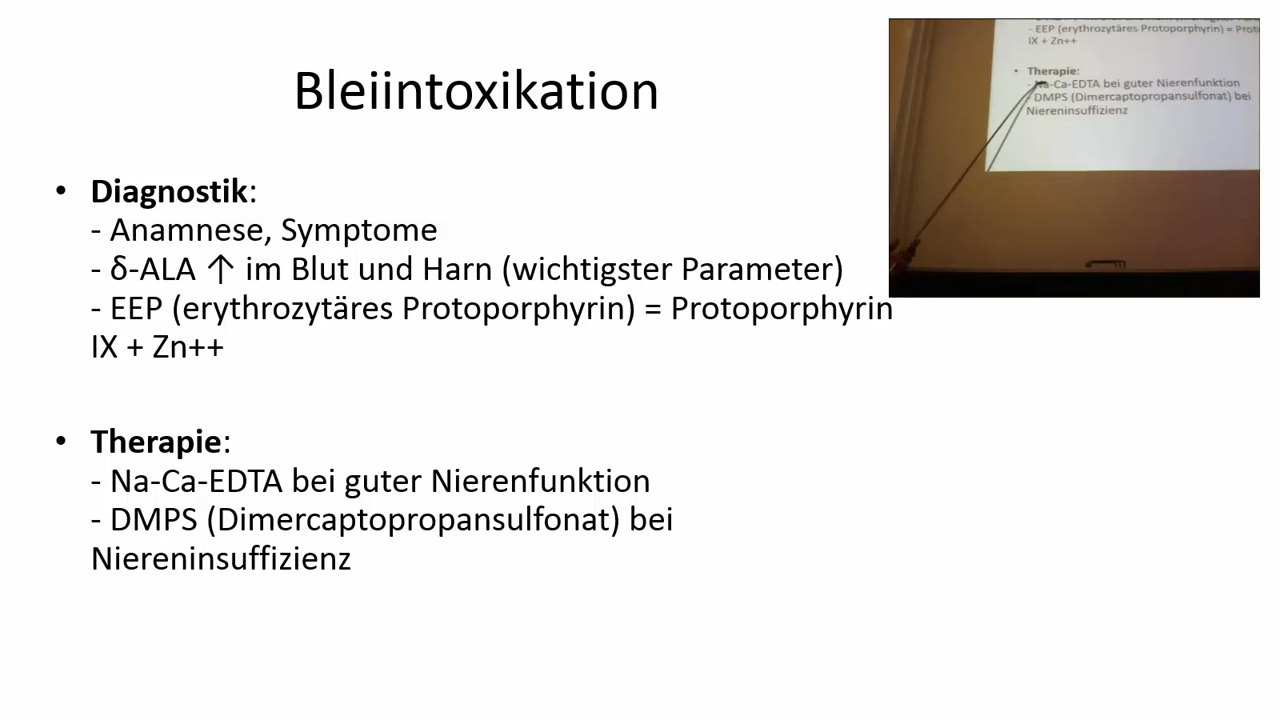 Bleiintoxikation
• Diagnostik:
- Anamnese, Symptome
- δ-ALA ↑ im Blut und Harn (wichtigster Parameter)
- EEP (erythrozytäres Protoporphyrin) = Protoporphyrin
IX + Zn++
• Therapie:
- Na-Ca-EDTA bei guter Nierenfunktion
- DMPS (Dimercaptopropansulfonat) bei
Niereninsuffizienz
- EEP (erythrozytäres Protoporphyrin) = Proto
IX + Zn++
• Therapie:
- Na-Ca-EDTA bei guter Nierenfunktion
DMPS (Dimercaptopropansulfonat) bei
Niereninsuffizienz